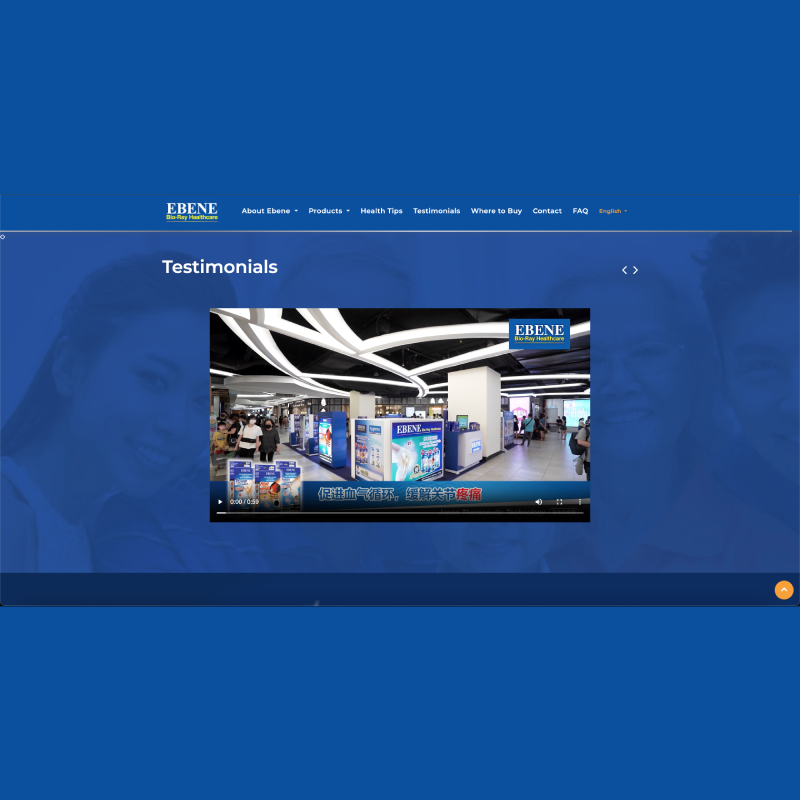 EBENE
Bio-Ray Healthcare
About Ebene
Products
Health Tips
Testimonials
Where to Buy
Contact
FAQ
English
Testimonials
EBENE
Bio-Ray Healthcare
EBENE
促进血气循环，缓解关节疼痛
0:00 / 0:59